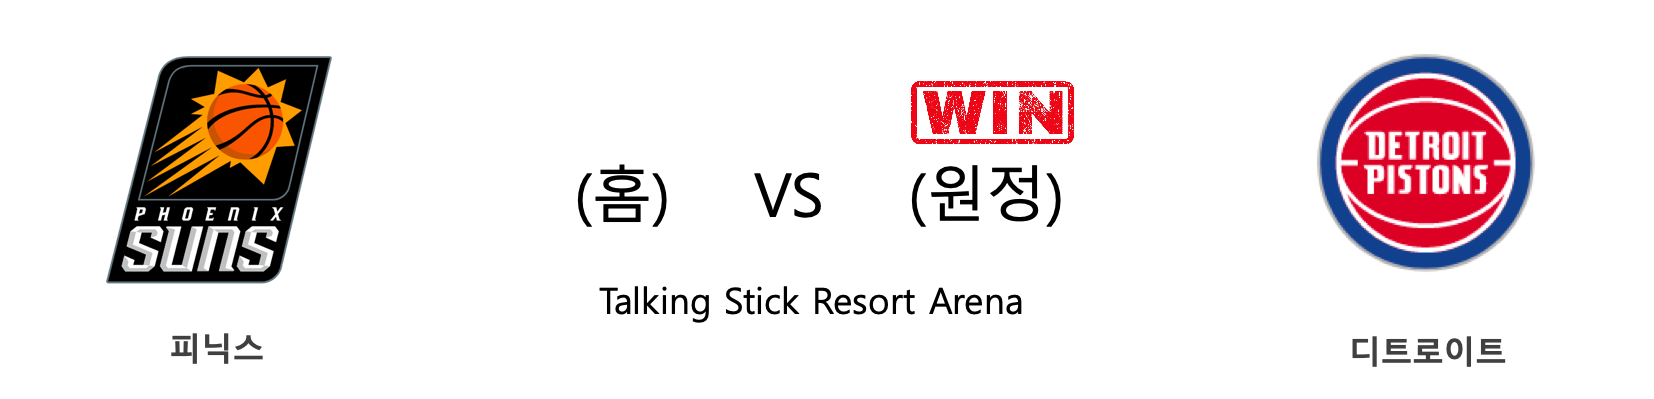 PHOENIX
SUNS
피닉스
WIN
(홈) VS (원정)
Talking Stick Resort Arena
DETROIT
PISTONS
디트로이트